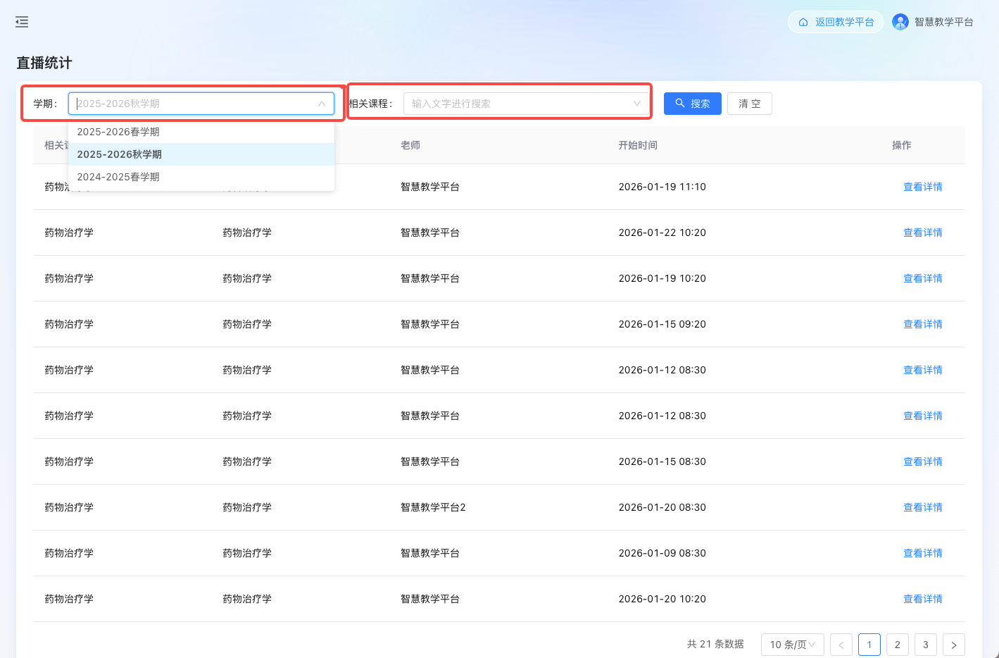 返回教学平台 智慧教学平台
直播统计
学期： 2025-2026秋学期 相关课程： 输入文字进行搜索 搜索 清 空
2025-2026春学期
2025-2026秋学期
2024-2025春学期
相关 老师 开始时间 操作
药物 智慧教学平台 2026-01-19 11:10 查看详情
药物治疗学 药物治疗学 智慧教学平台 2026-01-22 10:20 查看详情
药物治疗学 药物治疗学 智慧教学平台 2026-01-19 10:20 查看详情
药物治疗学 药物治疗学 智慧教学平台 2026-01-15 09:20 查看详情
药物治疗学 药物治疗学 智慧教学平台 2026-01-12 08:30 查看详情
药物治疗学 药物治疗学 智慧教学平台 2026-01-12 08:30 查看详情
药物治疗学 药物治疗学 智慧教学平台 2026-01-15 08:30 查看详情
药物治疗学 药物治疗学 智慧教学平台2 2026-01-20 08:30 查看详情
药物治疗学 药物治疗学 智慧教学平台 2026-01-09 08:30 查看详情
药物治疗学 药物治疗学 智慧教学平台 2026-01-20 10:20 查看详情
共 21 条数据 10 条/页 < 1 2 3 >